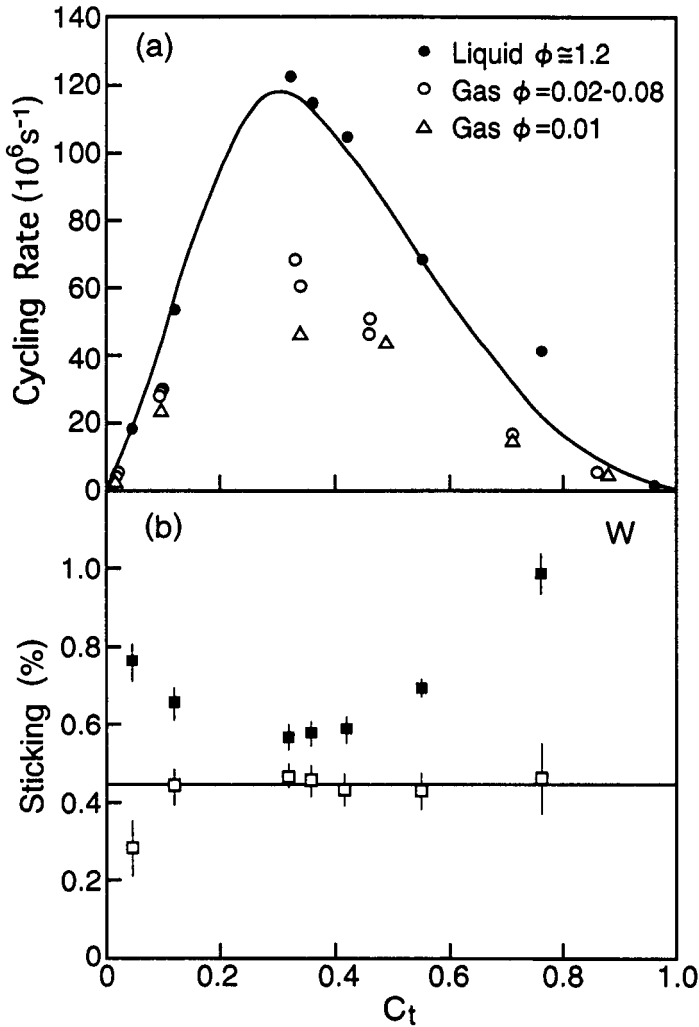 140
(a)
● Liquid ϕ≅1.2
120
○ Gas ϕ=0.02-0.08
△ Gas ϕ=0.01
100
80
60
40
20
0
Cycling Rate (10⁶s⁻¹)
(b)
W
1.0
0.8
0.6
0.4
0.2
0
Sticking (%)
0 0.2 0.4 0.6 0.8 1.0
Cₜ